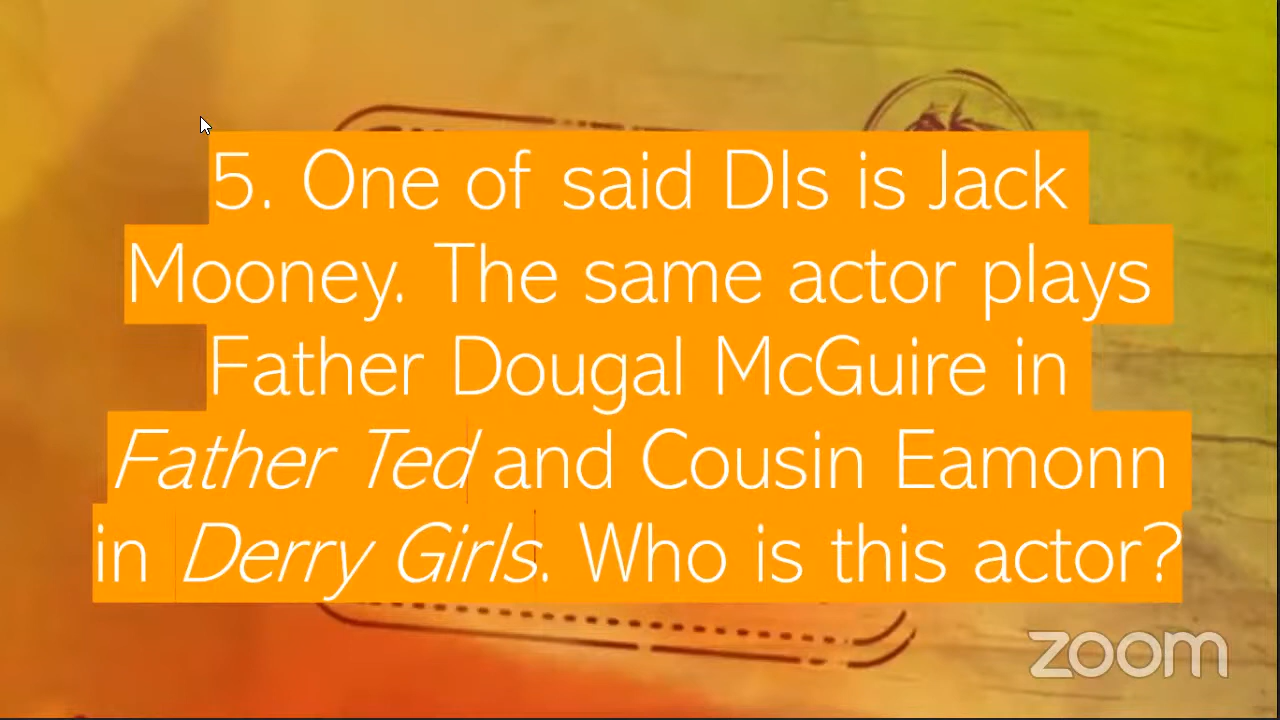 5. One of said DIs is Jack
Mooney. The same actor plays
Father Dougal McGuire in
Father Ted and Cousin Eamonn
in Derry Girls. Who is this actor?
zoom